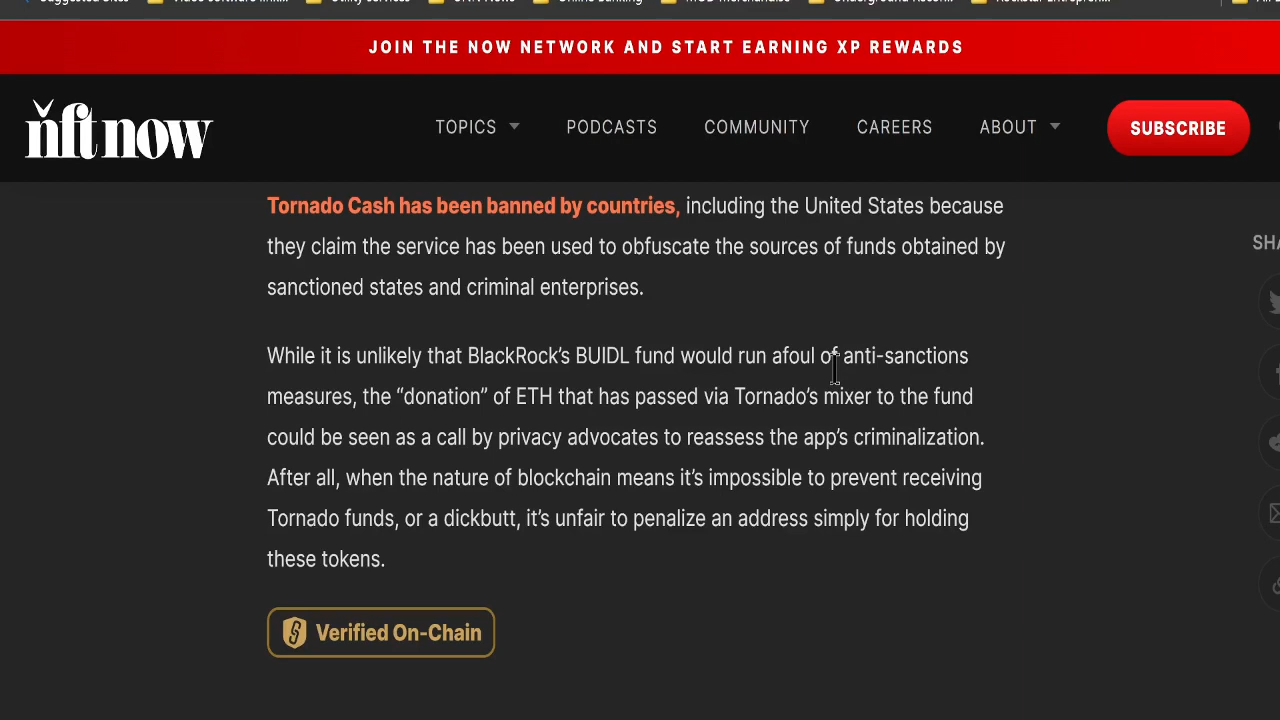 JOIN THE NOW NETWORK AND START EARNING XP REWARDS
nft now
TOPICS
PODCASTS
COMMUNITY
CAREERS
ABOUT
SUBSCRIBE
Tornado Cash has been banned by countries, including the United States because
they claim the service has been used to obfuscate the sources of funds obtained by
sanctioned states and criminal enterprises.
While it is unlikely that BlackRock’s BUIDL fund would run afoul of anti-sanctions
measures, the “donation” of ETH that has passed via Tornado’s mixer to the fund
could be seen as a call by privacy advocates to reassess the app’s criminalization.
After all, when the nature of blockchain means it’s impossible to prevent receiving
Tornado funds, or a dickbutt, it’s unfair to penalize an address simply for holding
these tokens.
Verified On-Chain